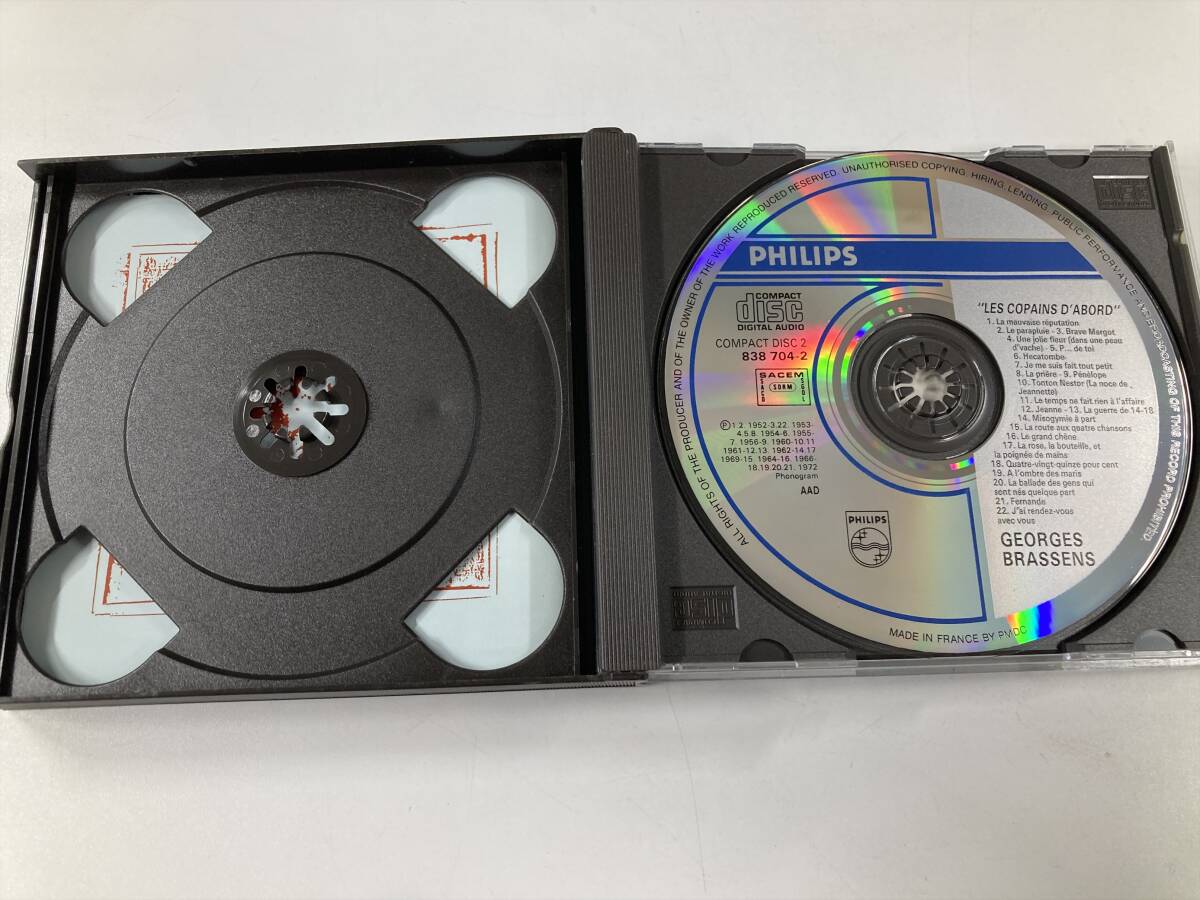 ALL RIGHTS OF THE PRODUCER AND OF THE OWNER OF THE WORK REPRODUCED RESERVED. UNAUTHORISED COPYING, HIRING, LENDING, PUBLIC PERFORMANCE AND BROADCASTING OF THIS RECORD PROHIBITED
PHILIPS
COMPACT
disc
DIGITAL AUDIO
COMPACT DISC 2
838 704-2
SACEM
SACD
SDRM
SGDL
℗ 1.2. 1952-3.22. 1953-
4.5.8. 1954-6. 1955-
7. 1956-9. 1960-10.11
1961-12.13. 1962-14.17
1969-15. 1964-16. 1966-
18.19.20.21. 1972
Phonogram
AAD
PHILIPS
"LES COPAINS D'ABORD"
1. La mauvaise réputation
2. Le parapluie - 3. Brave Margot
4. Une jolie fleur (dans une peau
d'vache) - 5. P... de toi
6. Hecatombe
7. Je me suis fait tout petit
8. La prière - 9. Pénélope
10. Tonton Nestor (La noce de
Jeannette)
11. Le temps ne fait rien à l'affaire
12. Jeanne - 13. La guerre de 14-18
14. Misogymie à part
15. La route aux quatre chansons
16. Le grand chêne
17. La rose, la bouteille, et
la poignée de mains
18. Quatre-vingt-quinze pour cent
19. A l'ombre des maris
20. La ballade des gens qui
sont nés quelque part
21. Fernande
22. J'ai rendez-vous
avec vous
GEORGES
BRASSENS
MADE IN FRANCE BY PMDC